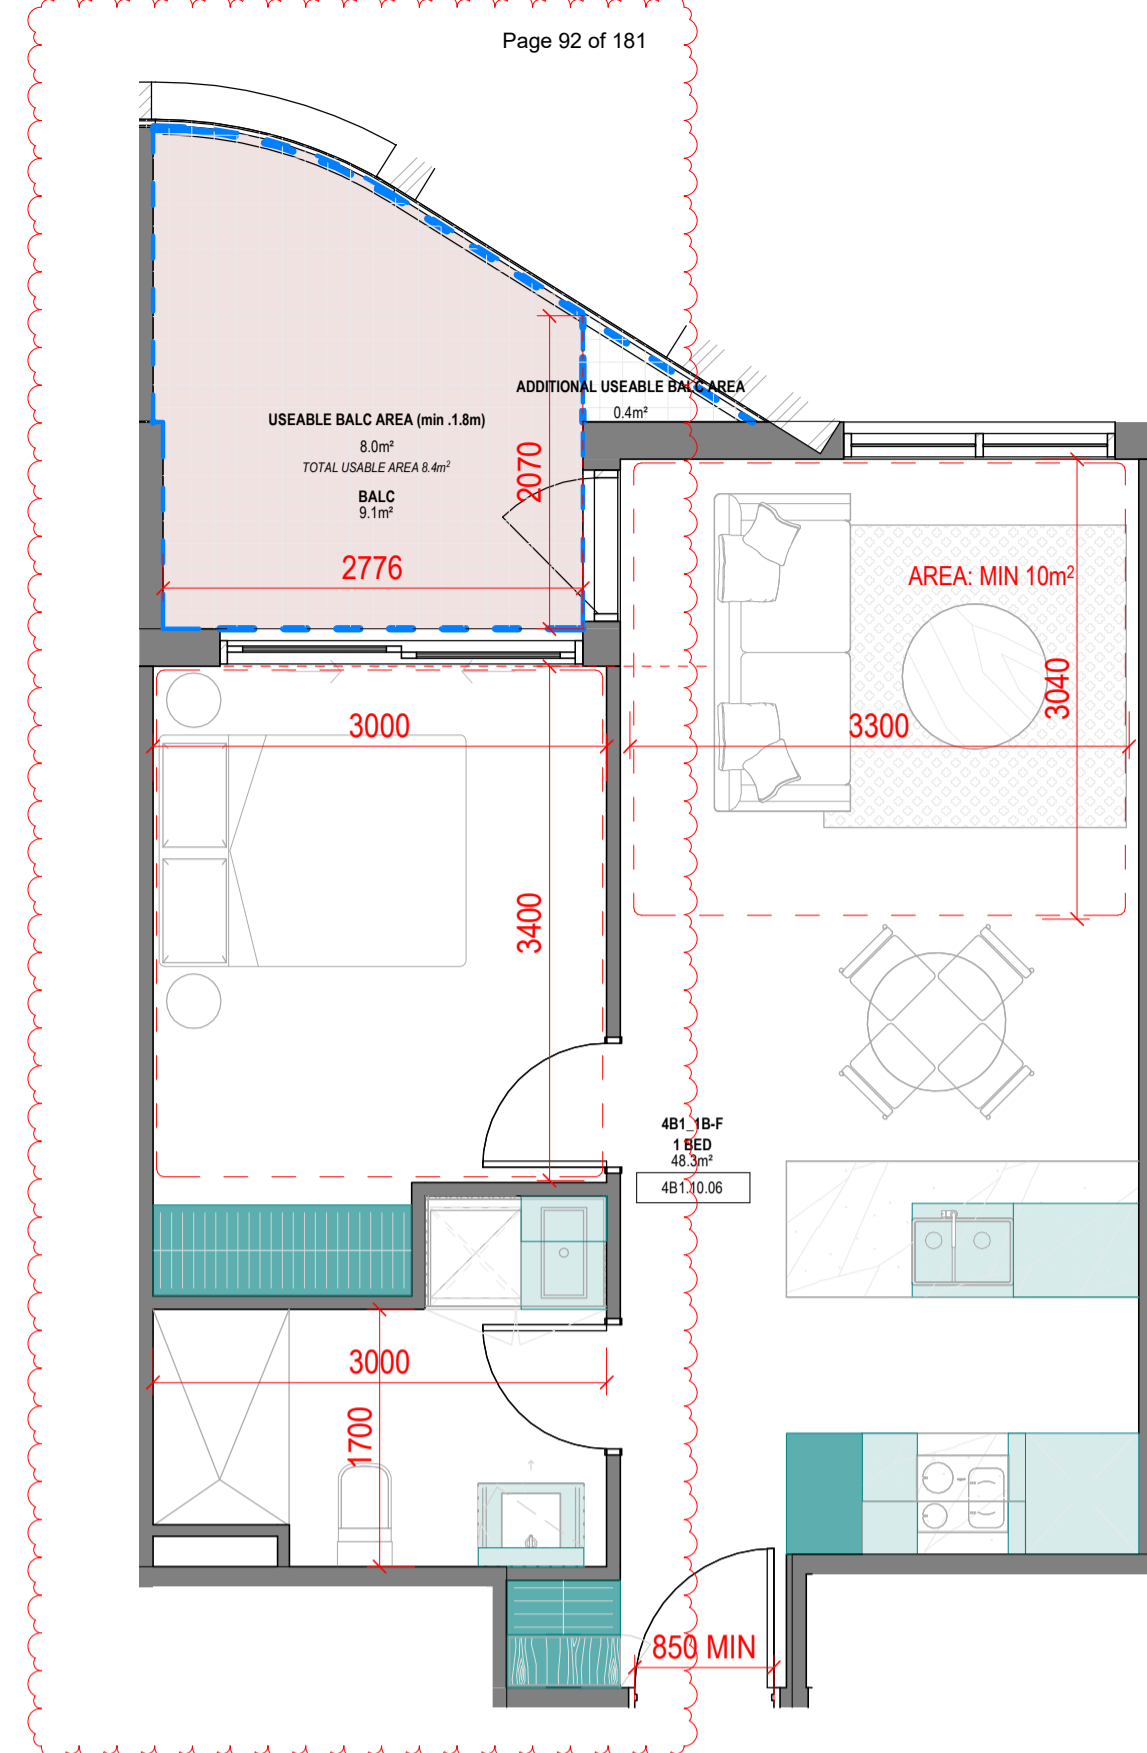 Page 92 of 181
ADDITIONAL USEABLE BALC AREA
0.4m²
USEABLE BALC AREA (min .1.8m)
8.0m²
TOTAL USABLE AREA 8.4m²
BALC
9.1m²
2070
2776
AREA: MIN 10m²
3040
3000
3300
3400
4B1_1B-F
1 BED
48.3m²
4B1.10.06
3000
1700
850 MIN